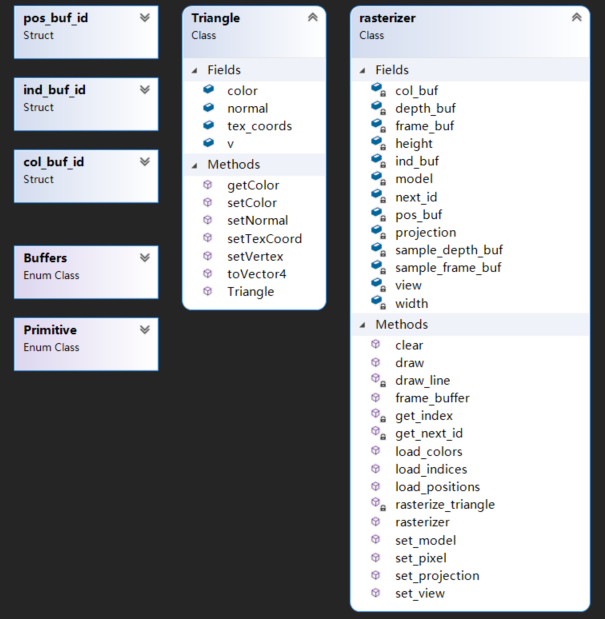 pos_buf_id
Struct
ind_buf_id
Struct
col_buf_id
Struct
Buffers
Enum Class
Primitive
Enum Class
Triangle
Class
Fields
color
normal
tex_coords
v
Methods
getColor
setColor
setNormal
setTexCoord
setVertex
toVector4
Triangle
rasterizer
Class
Fields
col_buf
depth_buf
frame_buf
height
ind_buf
model
next_id
pos_buf
projection
sample_depth_buf
sample_frame_buf
view
width
Methods
clear
draw
draw_line
frame_buffer
get_index
get_next_id
load_colors
load_indices
load_positions
rasterize_triangle
rasterizer
set_model
set_pixel
set_projection
set_view